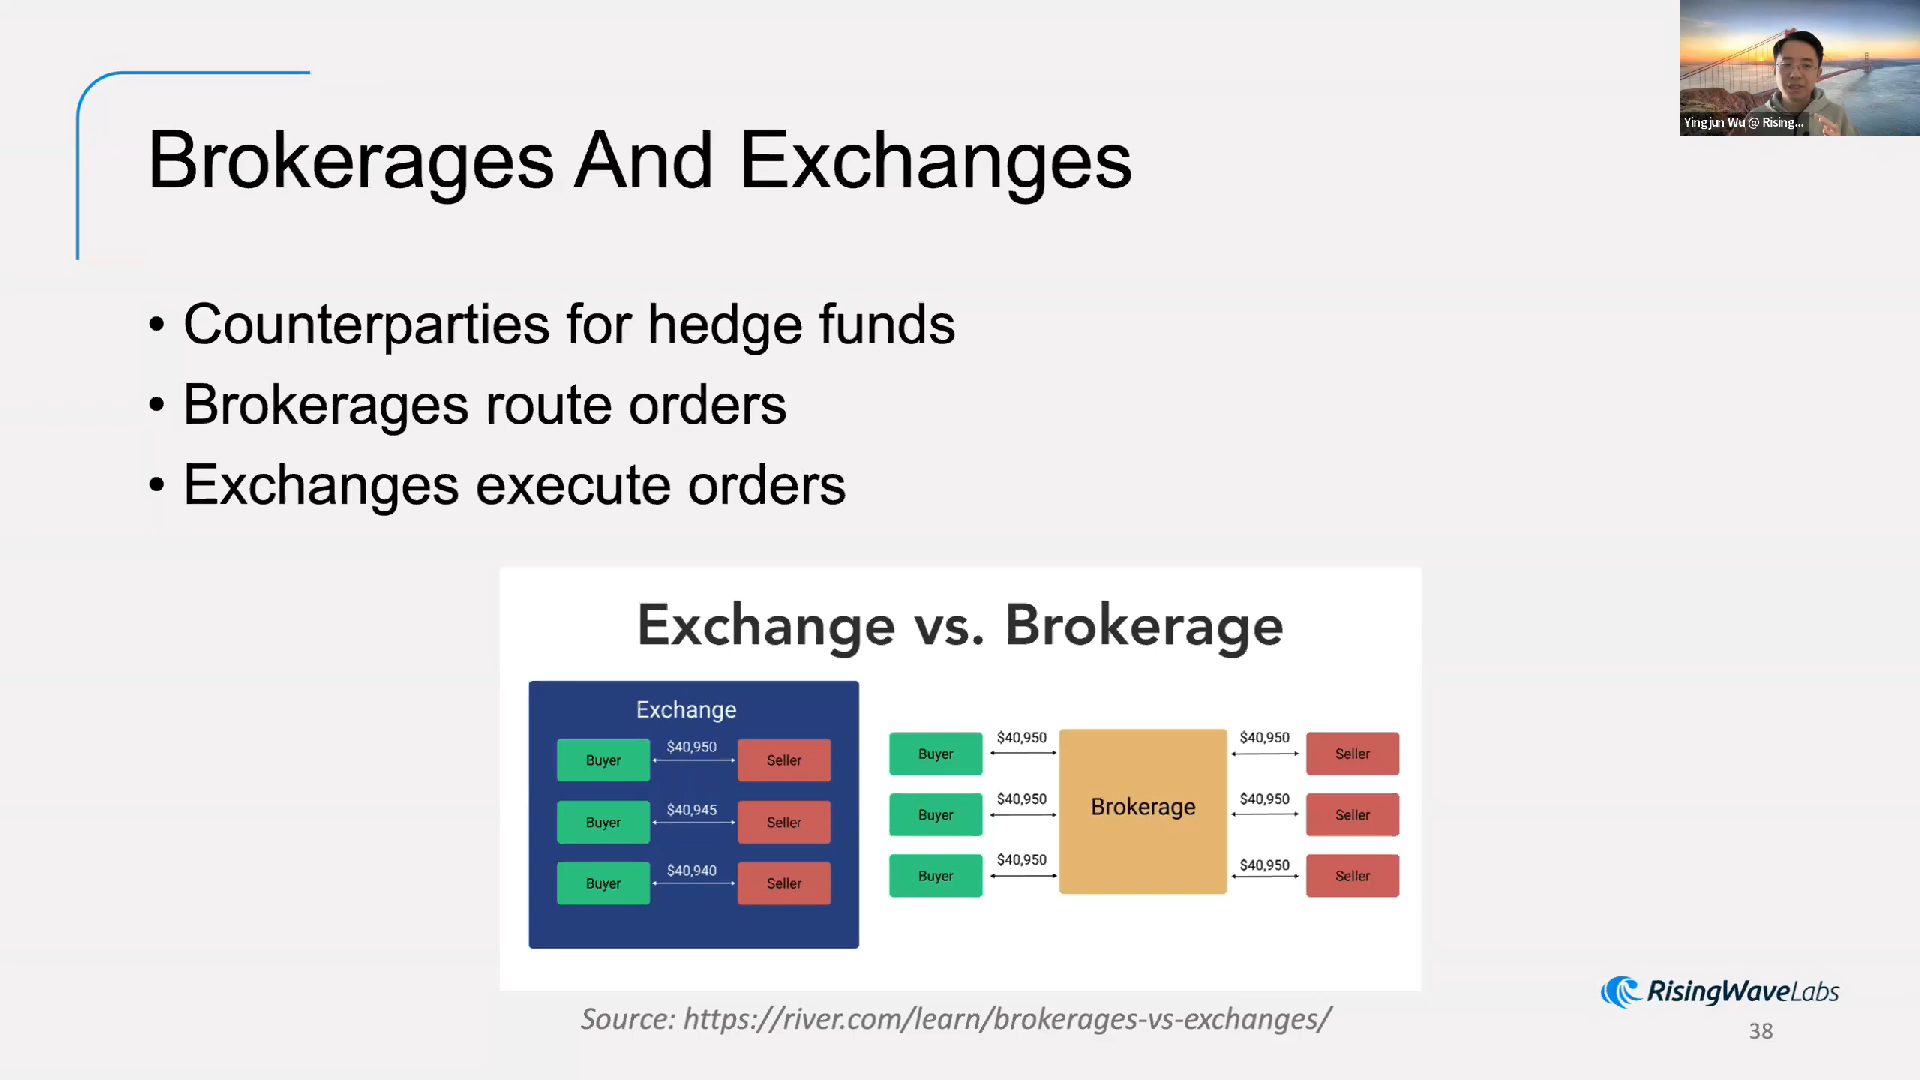 Yingjun Wu @ Rising...
Brokerages And Exchanges
• Counterparties for hedge funds
• Brokerages route orders
• Exchanges execute orders
Exchange vs. Brokerage
Exchange
Buyer $40,950 Seller
Buyer $40,945 Seller
Buyer $40,940 Seller
Buyer $40,950 Brokerage $40,950 Seller
Buyer $40,950 $40,950 Seller
Buyer $40,950 $40,950 Seller
Source: https://river.com/learn/brokerages-vs-exchanges/
RisingWaveLabs
38